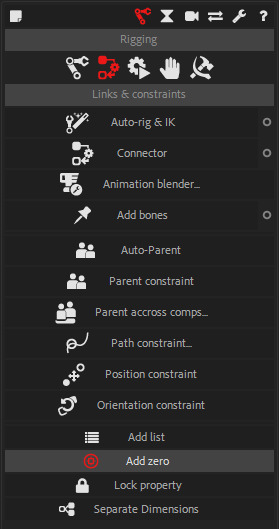 ?
Rigging
Links & constraints
Auto-rig & IK
Connector
Animation blender...
Add bones
Auto-Parent
Parent constraint
Parent accross comps...
Path constraint...
Position constraint
Orientation constraint
Add list
Add zero
Lock property
Separate Dimensions